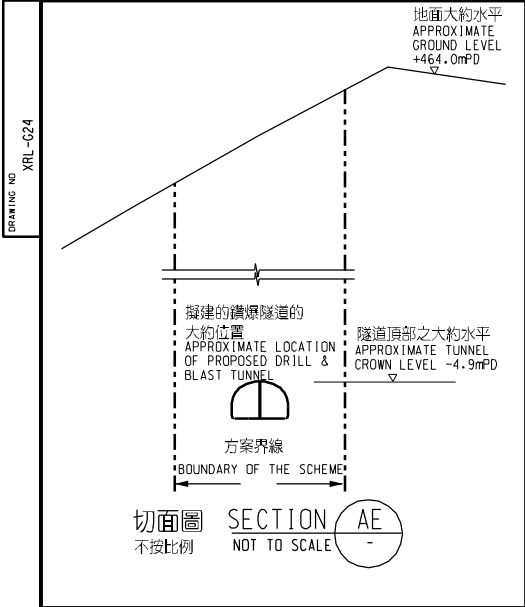 地面大約水平
APPROXIMATE
GROUND LEVEL
+464.0mPD
DRAWING NO
XRL-G24
擬建的鑽爆隧道的
大約位置
APPROXIMATE LOCATION
OF PROPOSED DRILL &
BLAST TUNNEL
隧道頂部之大約水平
APPROXIMATE TUNNEL
CROWN LEVEL -4.9mPD
方案界線
BOUNDARY OF THE SCHEME
切面圖 SECTION AE
不按比例 NOT TO SCALE -